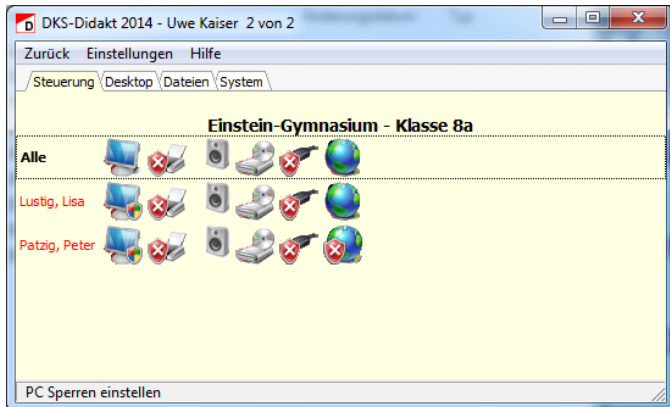 D DKS-Didakt 2014 - Uwe Kaiser 2 von 2
Zurück Einstellungen Hilfe
Steuerung Desktop Dateien System
Einstein-Gymnasium - Klasse 8a
Alle
Lustig, Lisa
Patzig, Peter
PC Sperren einstellen